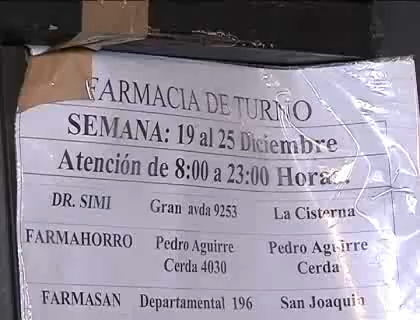 FARMACIA DE TURNO
SEMANA: 19 al 25 Diciembre
Atención de 8:00 a 23:00 Horas.
DR. SIMI Gran avda 9253 La Cisterna
FARMAHORRO Pedro Aguirre Cerda 4030 Pedro Aguirre Cerda
FARMASAN Departamental 196 San Joaquin